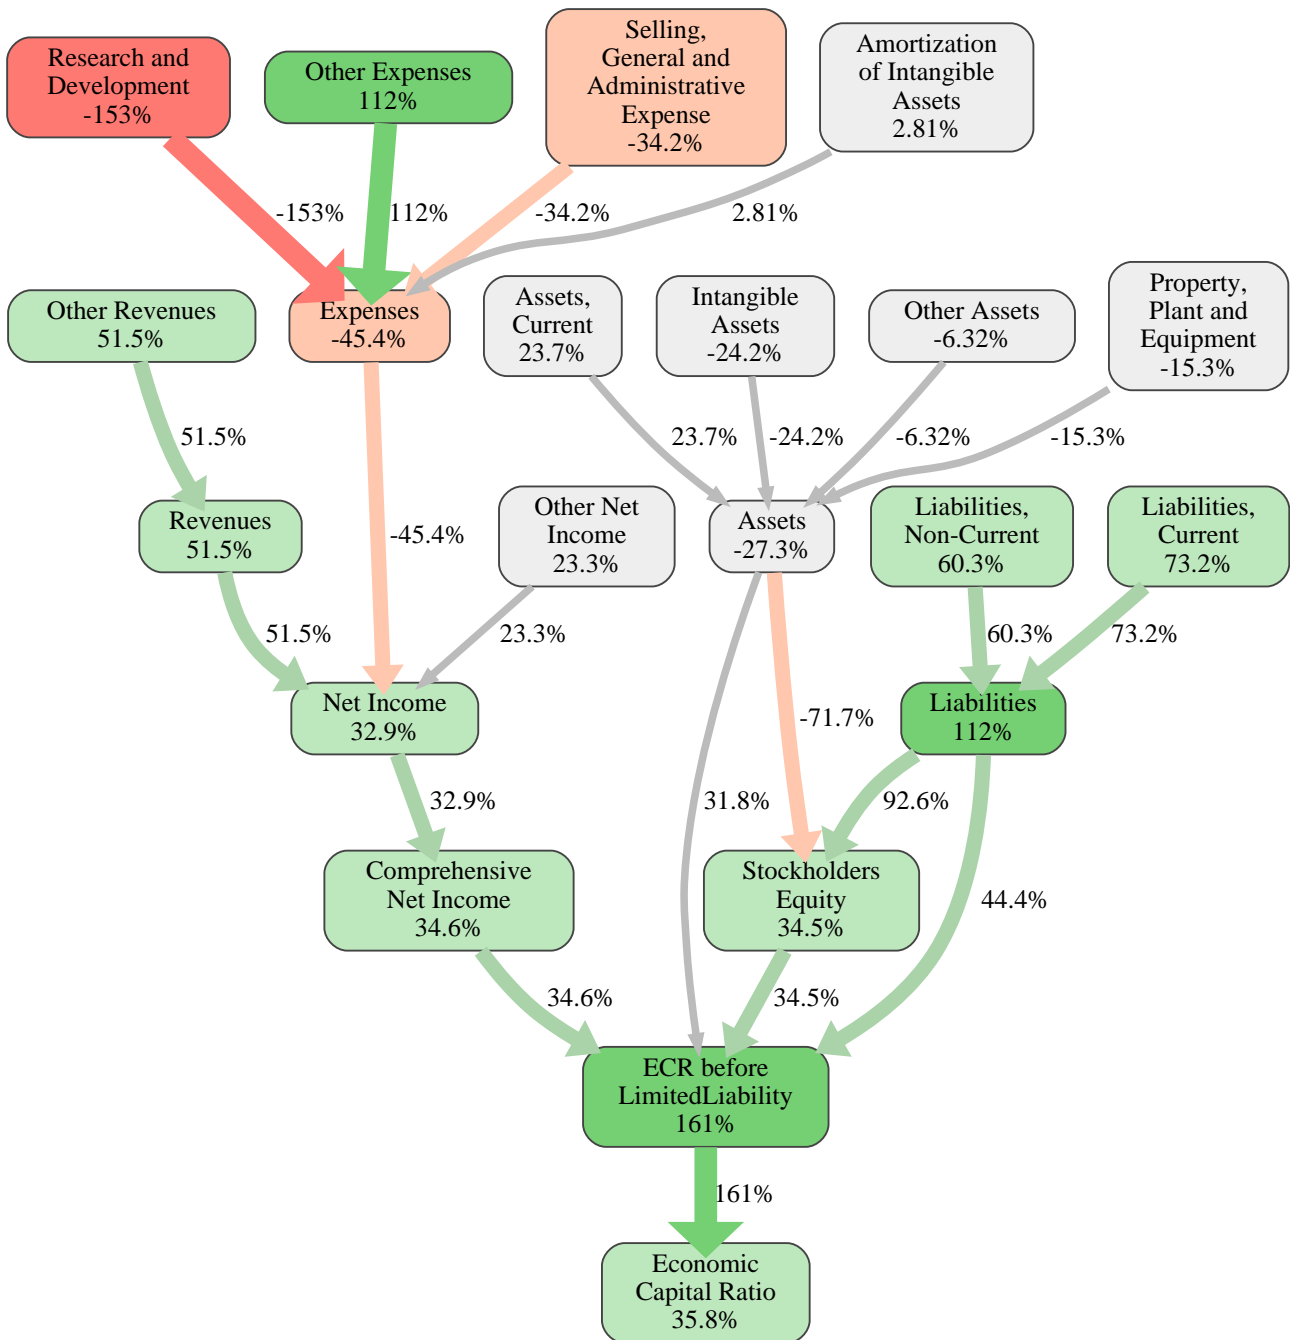 Research and
Development
-153%
Other Expenses
112%
Selling,
General and
Administrative
Expense
-34.2%
Amortization
of Intangible
Assets
2.81%
-153%
112%
-34.2%
2.81%
Other Revenues
51.5%
Expenses
-45.4%
Assets,
Current
23.7%
Intangible
Assets
-24.2%
Other Assets
-6.32%
Property,
Plant and
Equipment
-15.3%
51.5%
-45.4%
23.7%
-24.2%
-6.32%
-15.3%
Revenues
51.5%
Other Net
Income
23.3%
Assets
-27.3%
Liabilities,
Non-Current
60.3%
Liabilities,
Current
73.2%
51.5%
23.3%
60.3%
73.2%
Net Income
32.9%
-71.7%
Liabilities
112%
32.9%
31.8%
92.6%
Comprehensive
Net Income
34.6%
Stockholders
Equity
34.5%
44.4%
34.6%
34.5%
ECR before
LimitedLiability
161%
161%
Economic
Capital Ratio
35.8%